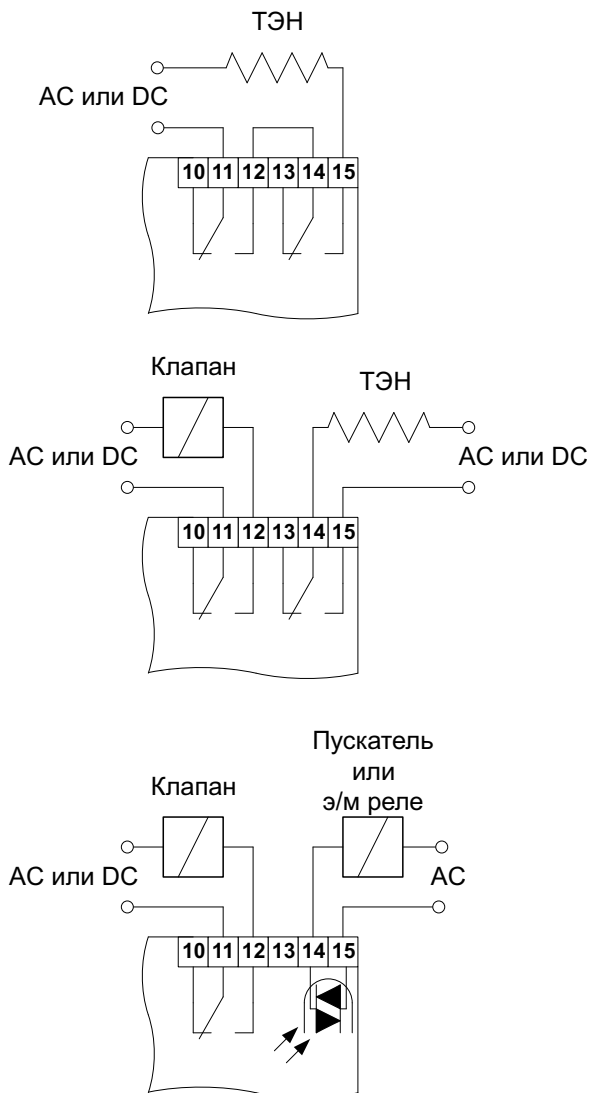 ТЭН
AC или DC
10 11 12 13 14 15
Клапан
ТЭН
AC или DC
AC или DC
10 11 12 13 14 15
Пускатель
или
э/м реле
Клапан
AC или DC
AC
10 11 12 13 14 15